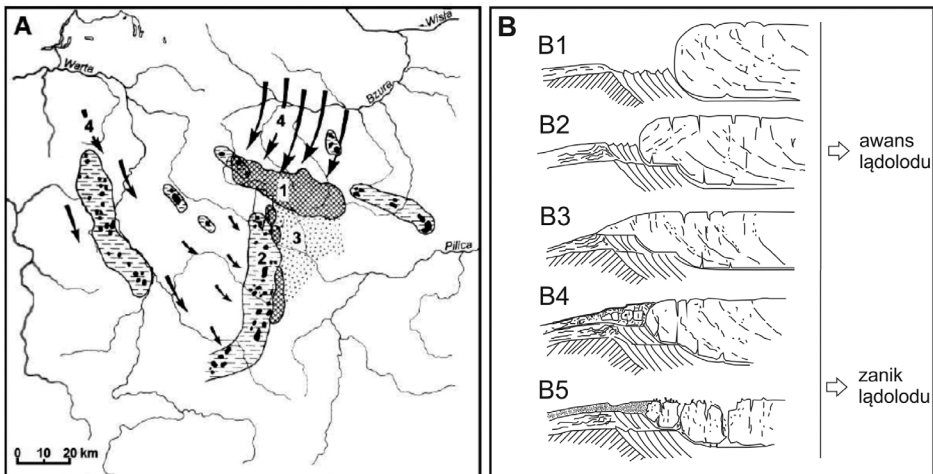 A
Wisła
Warta
Bzura
4
4
1
3
2
Pilica
0 10 20 km
B
B1
B2
B3
B4
B5
awans
lądolodu
zanik
lądolodu